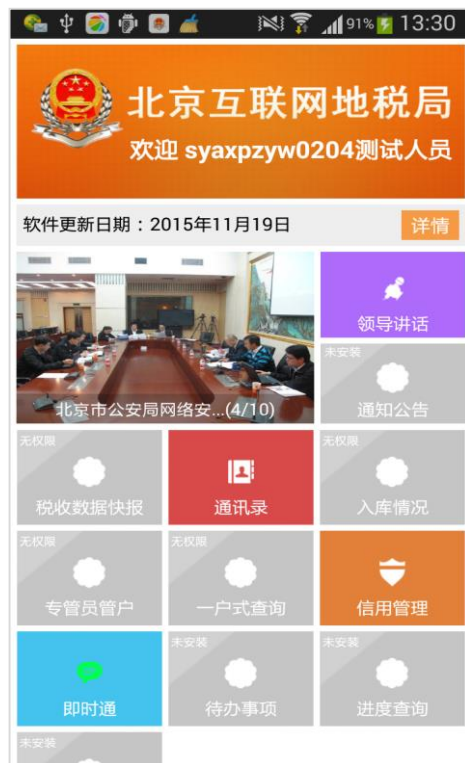 91% 13:30
北京互联网地税局
欢迎 syaxpzyw0204测试人员
软件更新日期：2015年11月19日
详情
北京市公安局网络安...(4/10)
领导讲话
未安装
通知公告
无权限
税收数据快报
通讯录
无权限
入库情况
无权限
专管员管户
无权限
一户式查询
信用管理
即时通
未安装
待办事项
未安装
进度查询
未安装